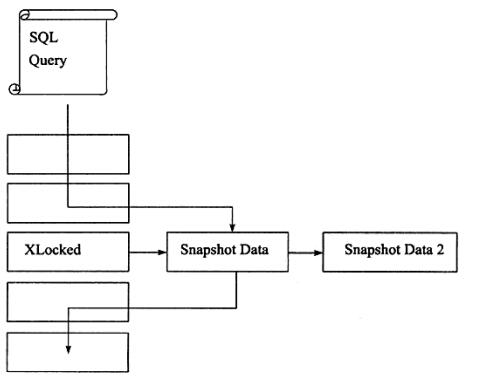 SQL
Query
XLocked
Snapshot Data
Snapshot Data 2